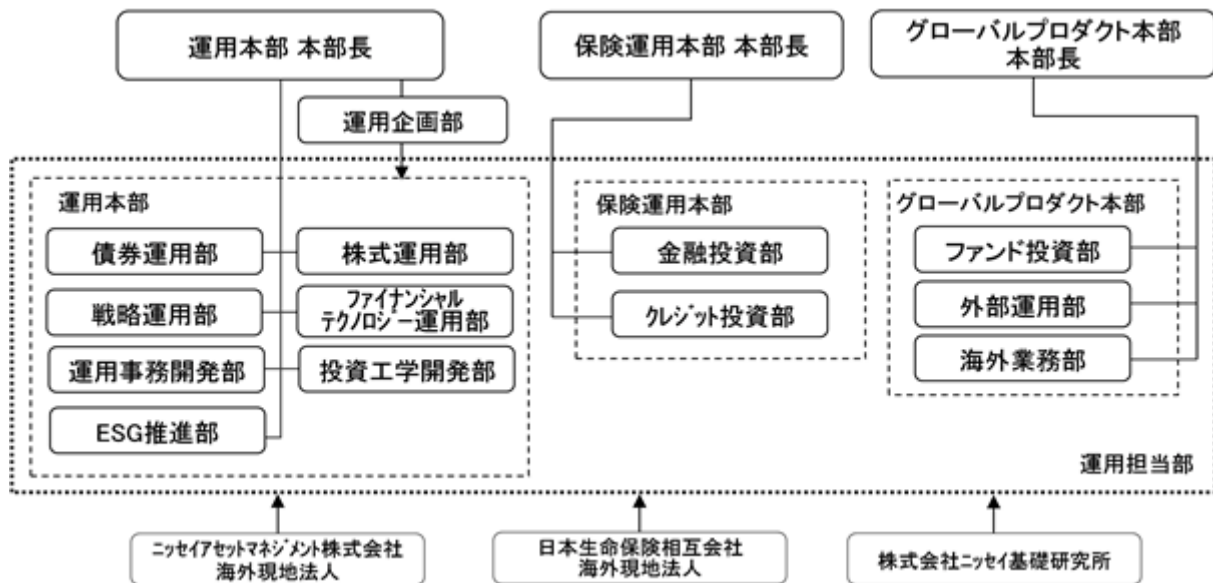 運用本部 本部長
保険運用本部 本部長
グローバルプロダクト本部
本部長
運用企画部
運用本部
債券運用部
株式運用部
戦略運用部
ファイナンシャル
テクノロジー運用部
運用事務開発部
投資工学開発部
ESG推進部
保険運用本部
金融投資部
クレジット投資部
グローバルプロダクト本部
ファンド投資部
外部運用部
海外業務部
運用担当部
ニッセイアセットマネジメント株式会社
海外現地法人
日本生命保険相互会社
海外現地法人
株式会社ニッセイ基礎研究所